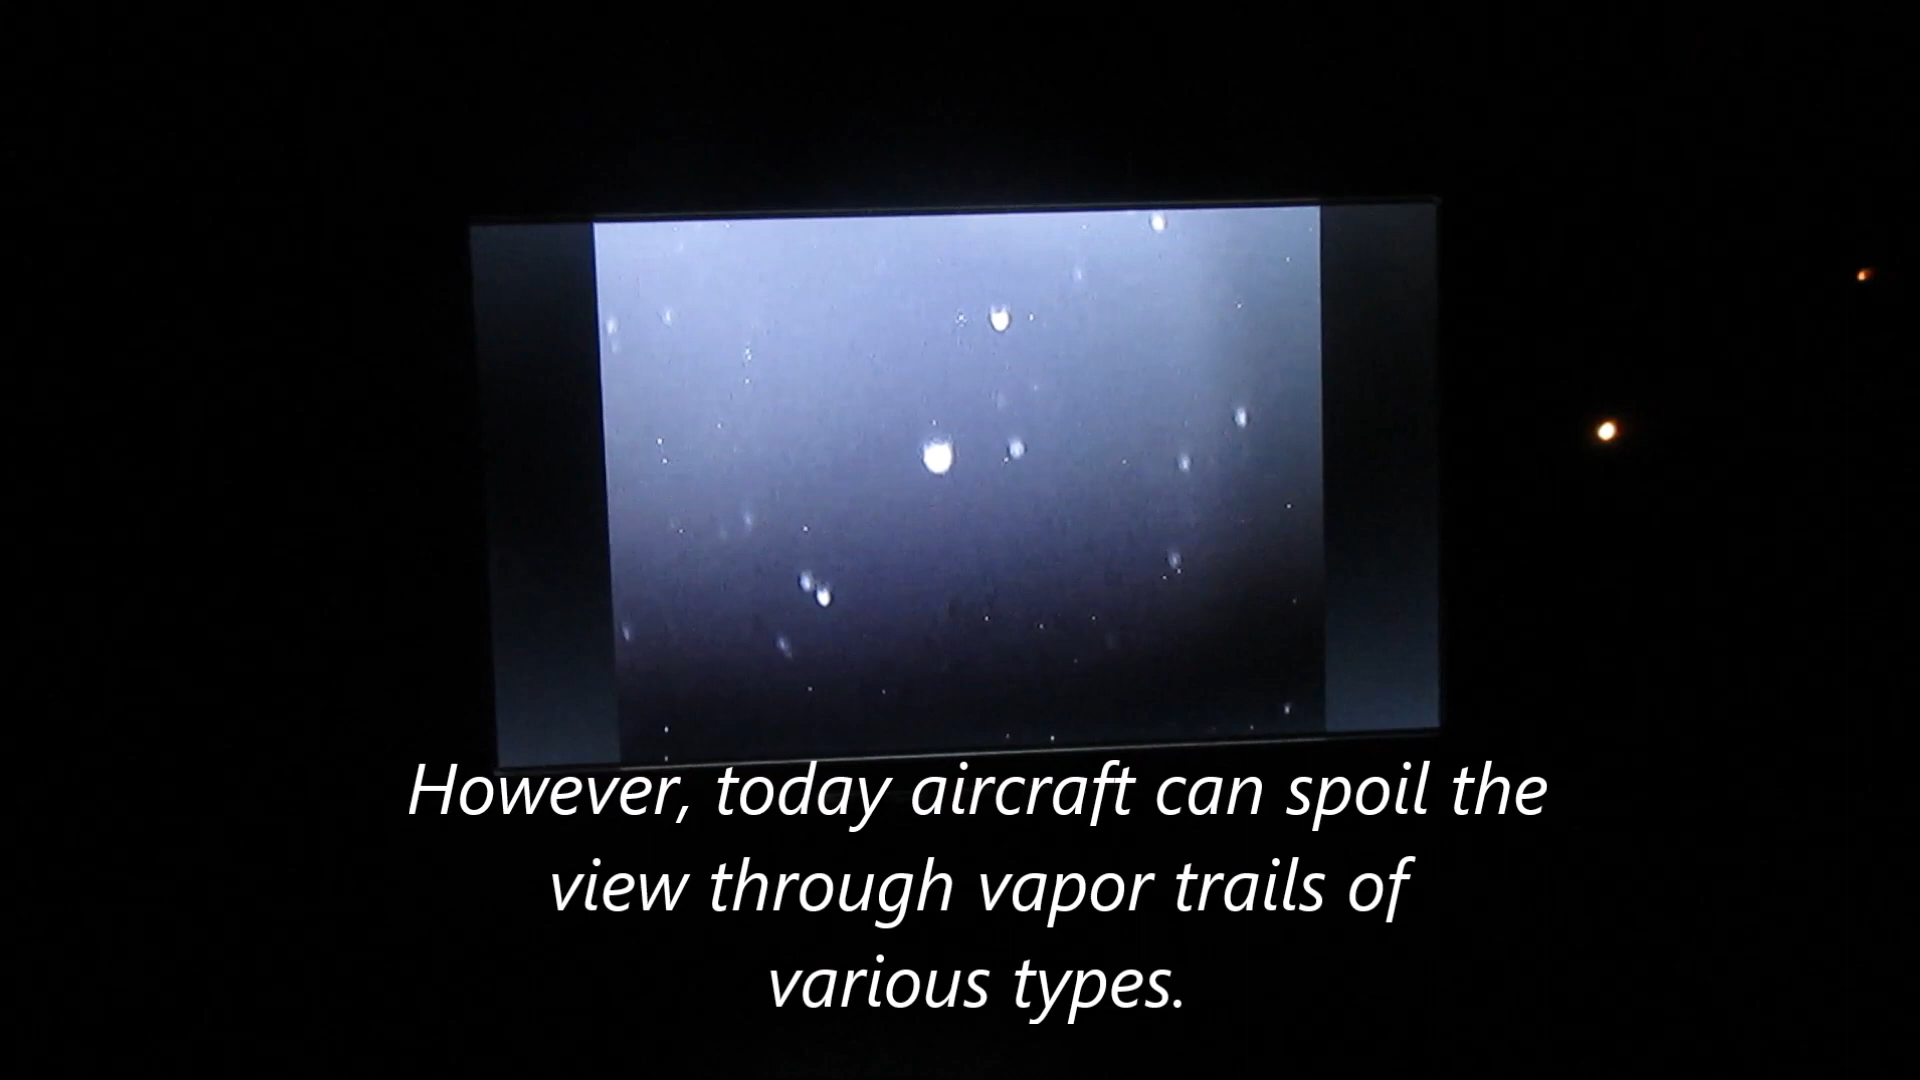 However, today aircraft can spoil the
view through vapor trails of
various types.